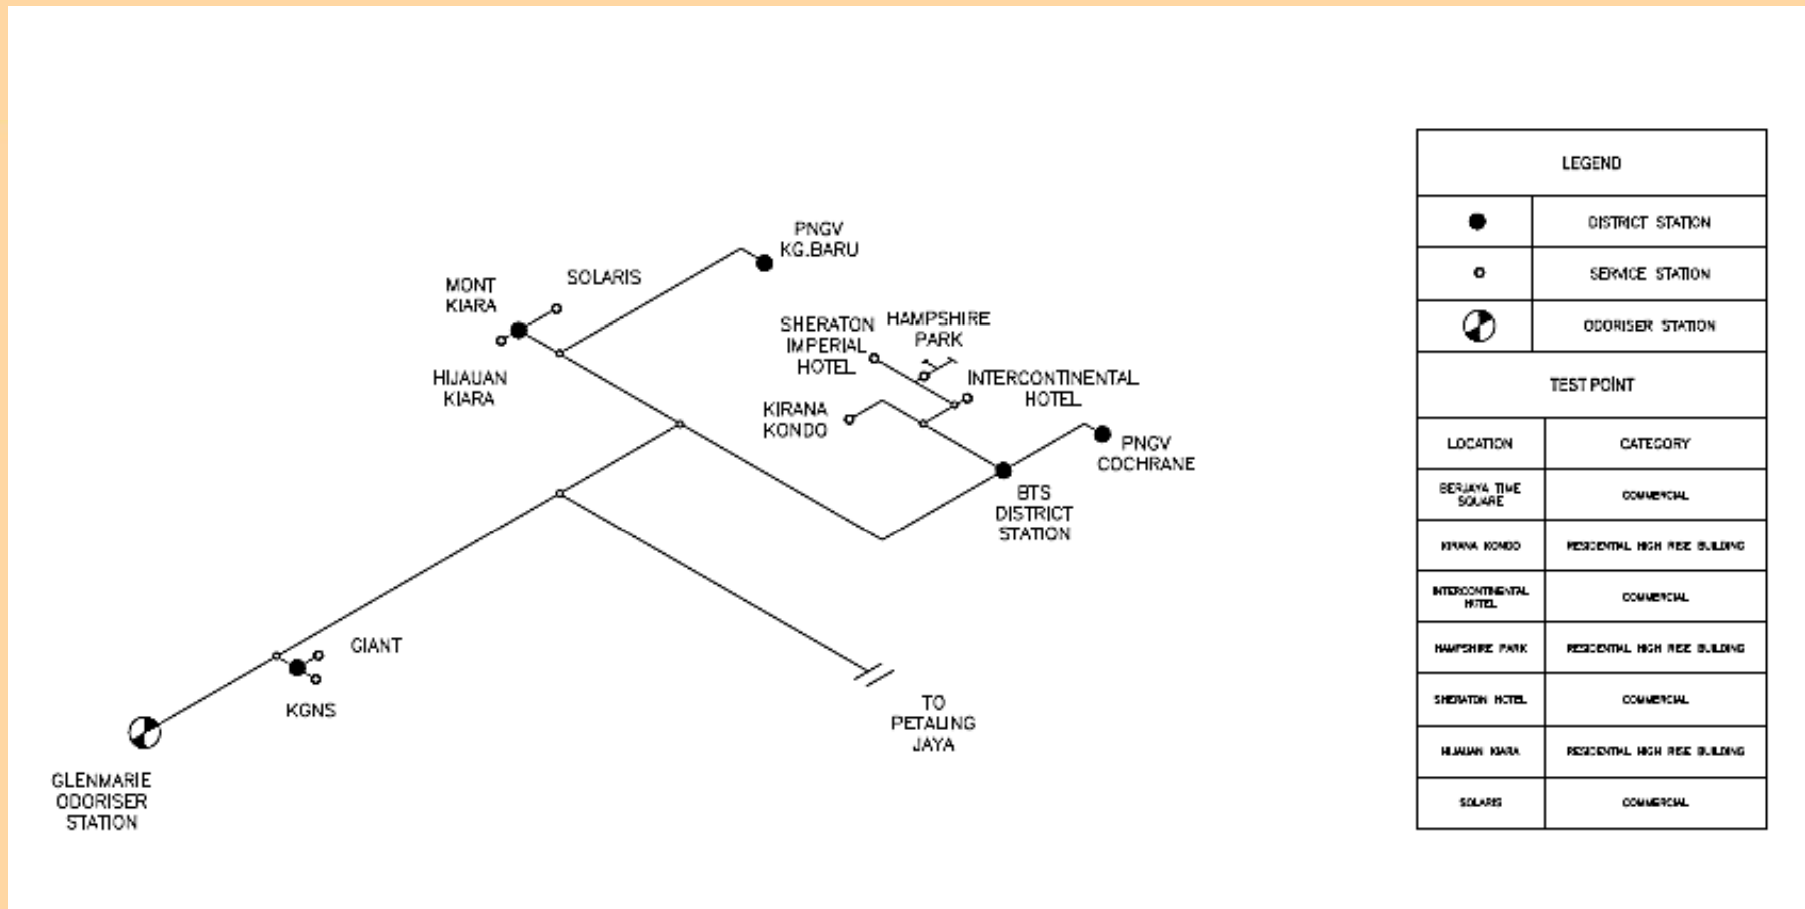 PNGV
KG.BARU
SOLARIS
MONT
KIARA
HIJAUAN
KIARA
SHERATON
IMPERIAL
HOTEL
HAMPSHIRE
PARK
INTERCONTINENTAL
HOTEL
KIRANA
KONDO
PNGV
COCHRANE
BTS
DISTRICT
STATION
GIANT
KGNS
TO
PETALING
JAYA
GLENMARIE
ODORISER
STATION
LEGEND
DISTRICT STATION
SERVICE STATION
ODORISER STATION
TEST POINT
LOCATION CATEGORY
BERJAYA TIME
SQUARE
COMMERCIAL
KIRANA KONDO RESIDENTIAL HIGH RISE BUILDING
INTERCONTINENTAL
HOTEL
COMMERCIAL
HAMPSHIRE PARK RESIDENTIAL HIGH RISE BUILDING
SHERATON HOTEL COMMERCIAL
HIJAUAN KIARA RESIDENTIAL HIGH RISE BUILDING
SOLARIS COMMERCIAL